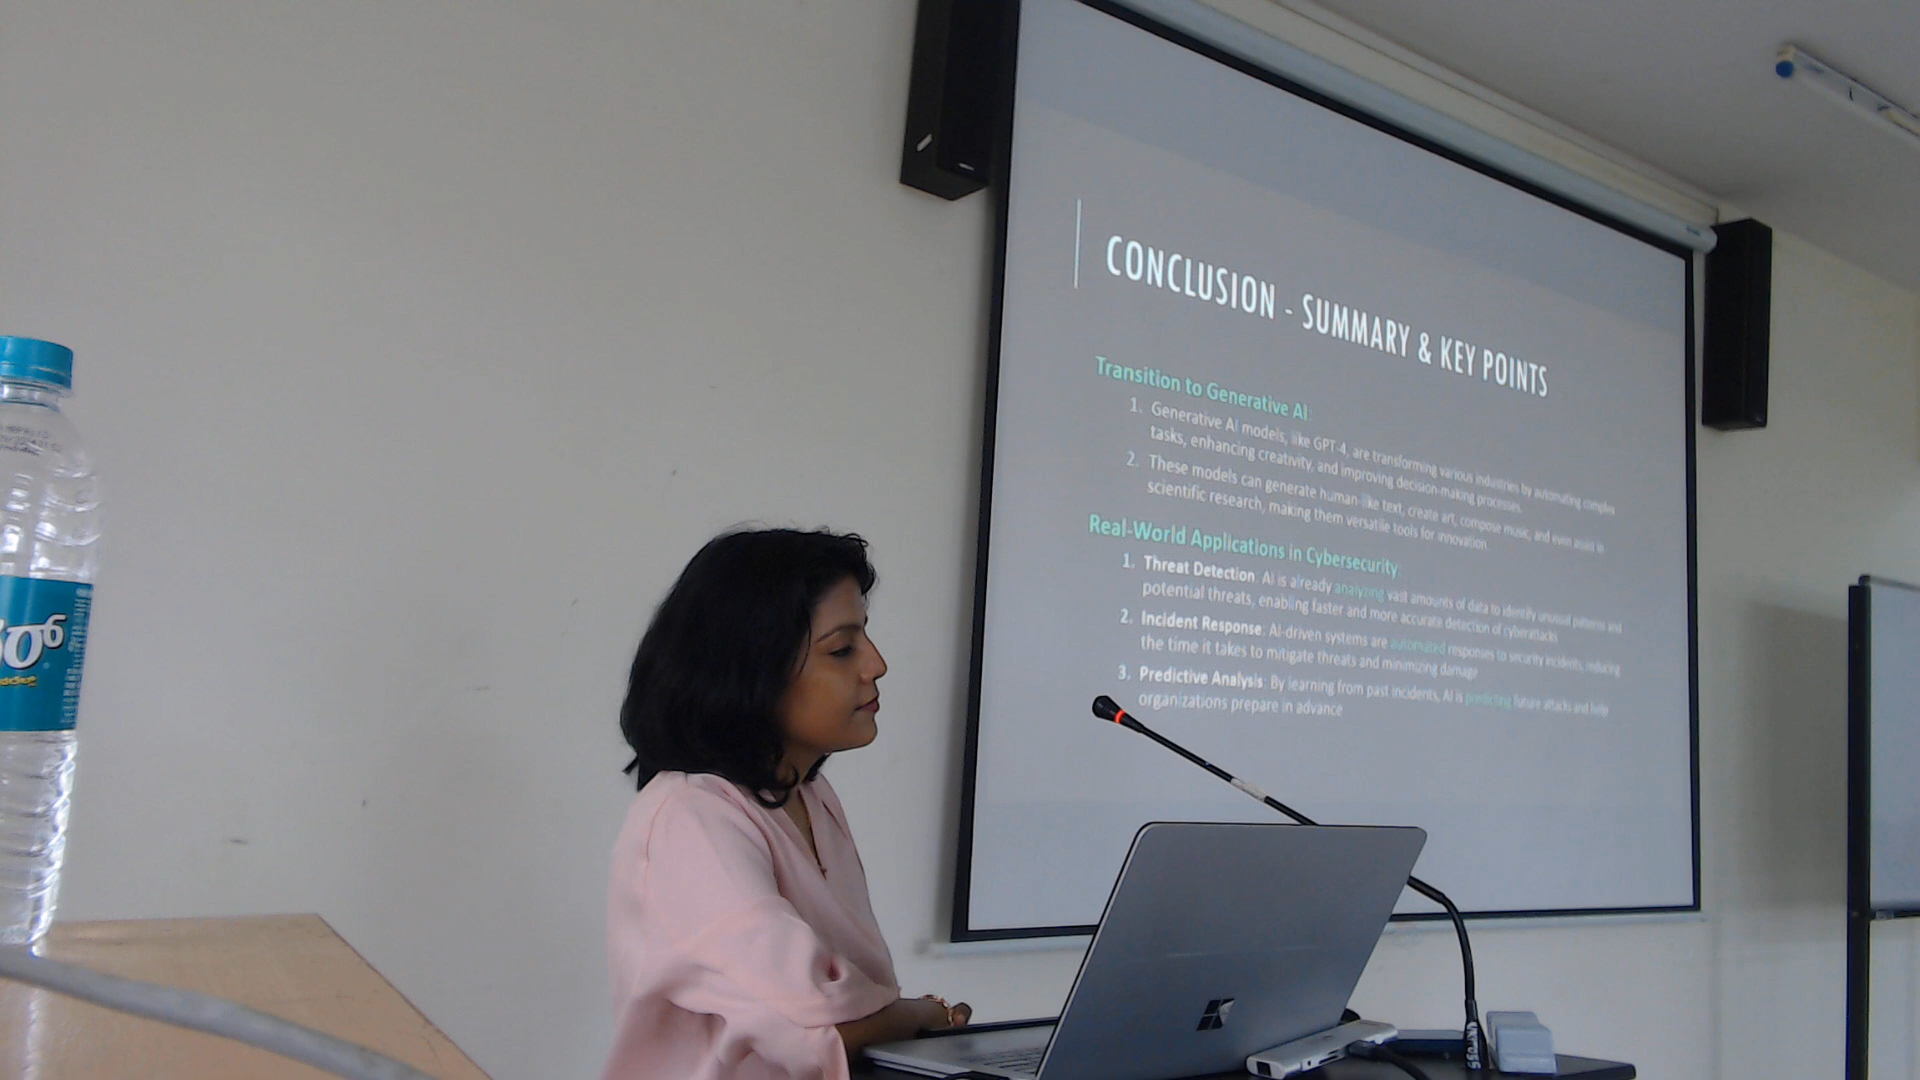 CONCLUSION - SUMMARY & KEY POINTS
Transition to Generative AI:
1. Generative AI models, like GPT-4, are transforming various industries by automating complex
tasks, enhancing creativity, and improving decision-making processes.
2. These models can generate human-like text, create art, compose music, and even assist in
scientific research, making them versatile tools for innovation.
Real-World Applications in Cybersecurity:
1. Threat Detection: AI is already analyzing vast amounts of data to identify unusual patterns and
potential threats, enabling faster and more accurate detection of cyberattacks
2. Incident Response: AI-driven systems are automated responses to security incidents, reducing
the time it takes to mitigate threats and minimizing damage
3. Predictive Analysis: By learning from past incidents, AI is predicting future attacks and help
organizations prepare in advance